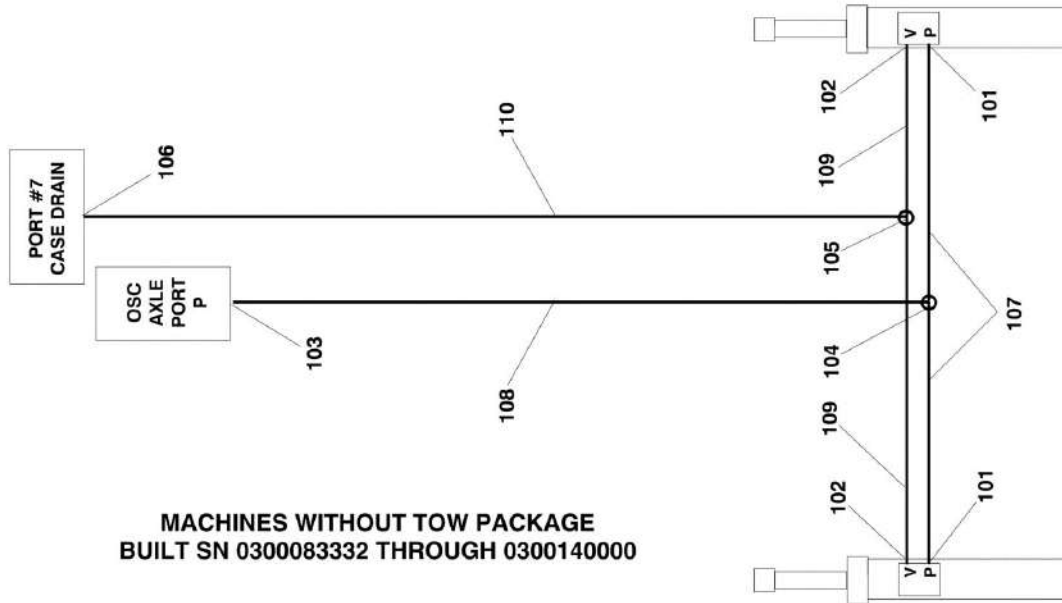 PORT #7
CASE DRAIN
106
OSC
AXLE
PORT
P
103
110
108
102
V
P
101
109
105
104
107
109
102
V
P
101
MACHINES WITHOUT TOW PACKAGE
BUILT SN 0300083332 THROUGH 0300140000